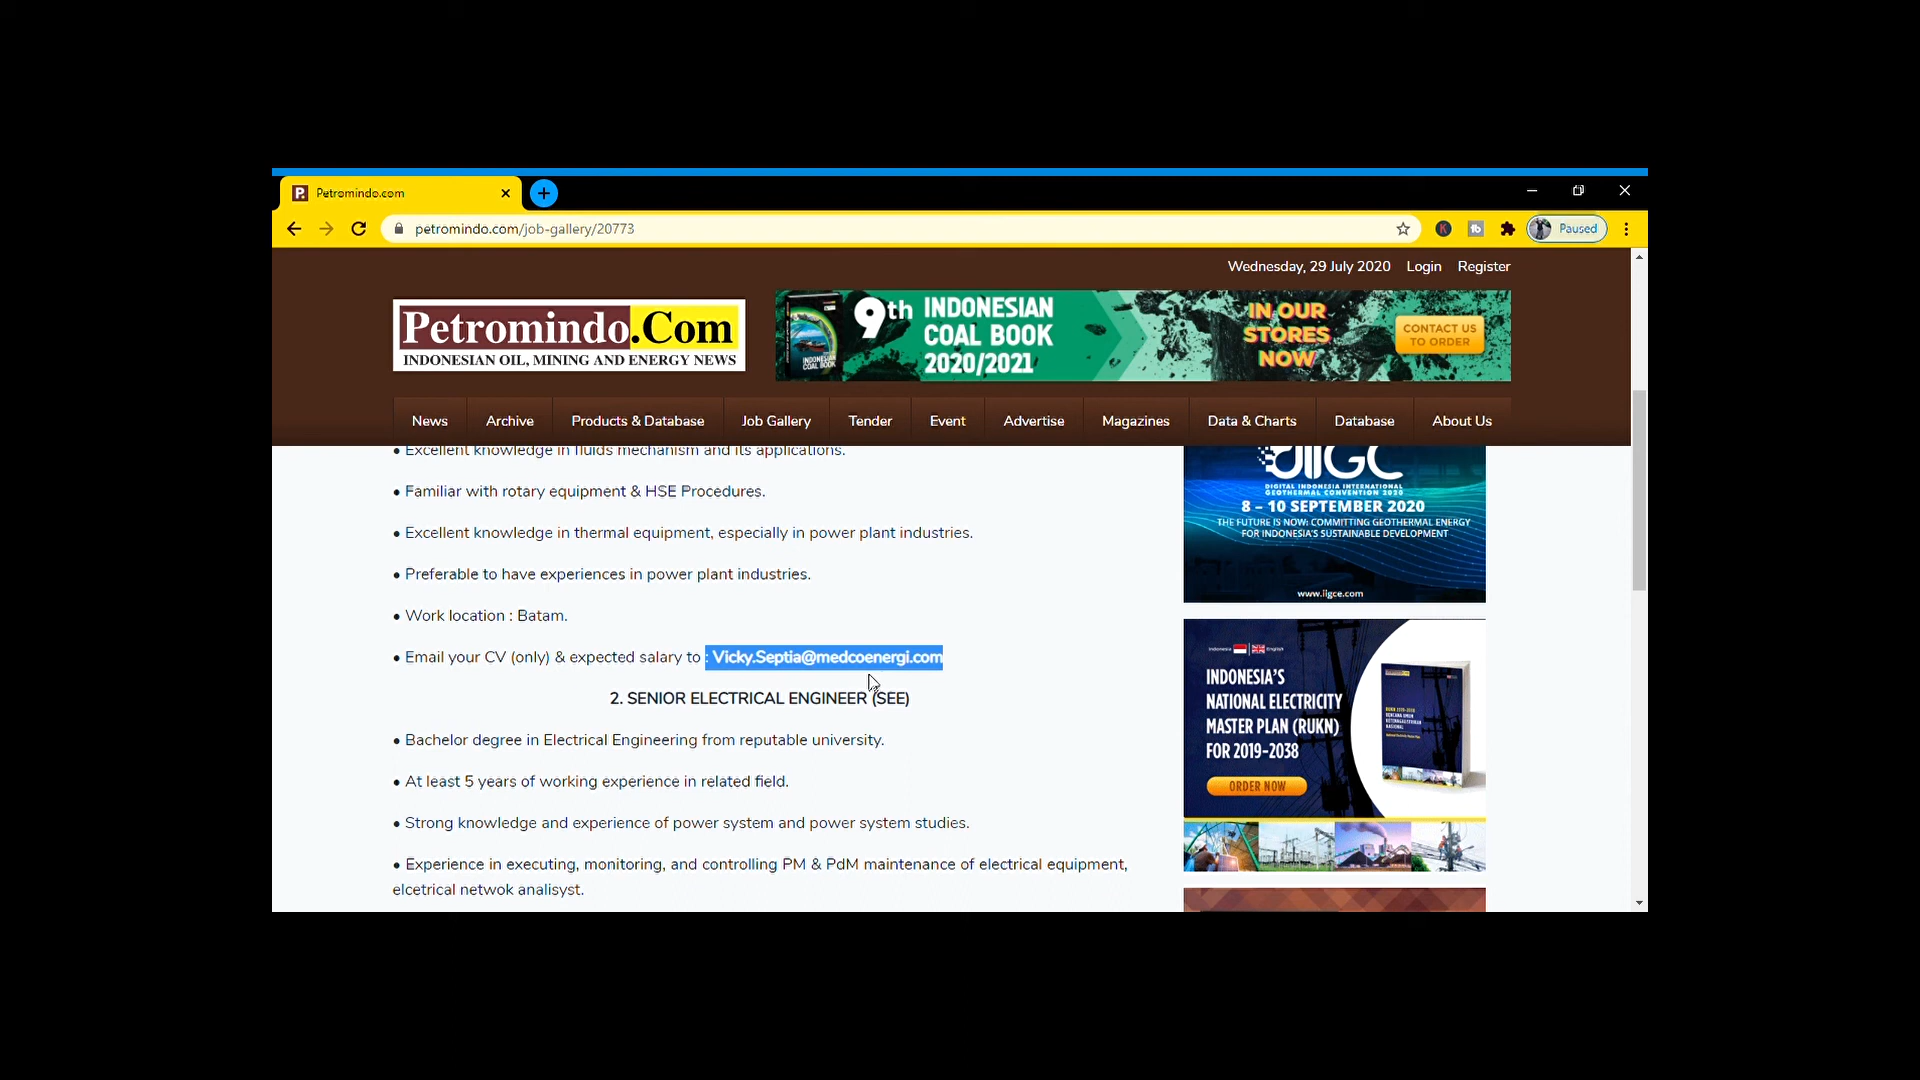 Petromindo.com
petromindo.com/job-gallery/20773
Paused
Wednesday, 29 July 2020 Login Register
Petromindo.Com
INDONESIAN OIL, MINING AND ENERGY NEWS
9th INDONESIAN COAL BOOK 2020/2021
IN OUR STORES NOW
CONTACT US TO ORDER
News Archive Products & Database Job Gallery Tender Event Advertise Magazines Data & Charts Database About Us
• Excellent knowledge in fluids mechanism and its applications.
• Familiar with rotary equipment & HSE Procedures.
• Excellent knowledge in thermal equipment, especially in power plant industries.
• Preferable to have experiences in power plant industries.
• Work location : Batam.
• Email your CV (only) & expected salary to : Vicky.Septia@medcoenergi.com
2. SENIOR ELECTRICAL ENGINEER (SEE)
• Bachelor degree in Electrical Engineering from reputable university.
• At least 5 years of working experience in related field.
• Strong knowledge and experience of power system and power system studies.
• Experience in executing, monitoring, and controlling PM & PdM maintenance of electrical equipment,
elcetrical netwok analisyst.
DIGITAL INDONESIA INTERNATIONAL
GEOTHERMAL CONVENTION 2020
8 – 10 SEPTEMBER 2020
THE FUTURE IS NOW: COMMITTING GEOTHERMAL ENERGY
FOR INDONESIA'S SUSTAINABLE DEVELOPMENT
www.iigce.com
Indonesia English
INDONESIA'S
NATIONAL ELECTRICITY
MASTER PLAN (RUKN)
FOR 2019-2038
ORDER NOW